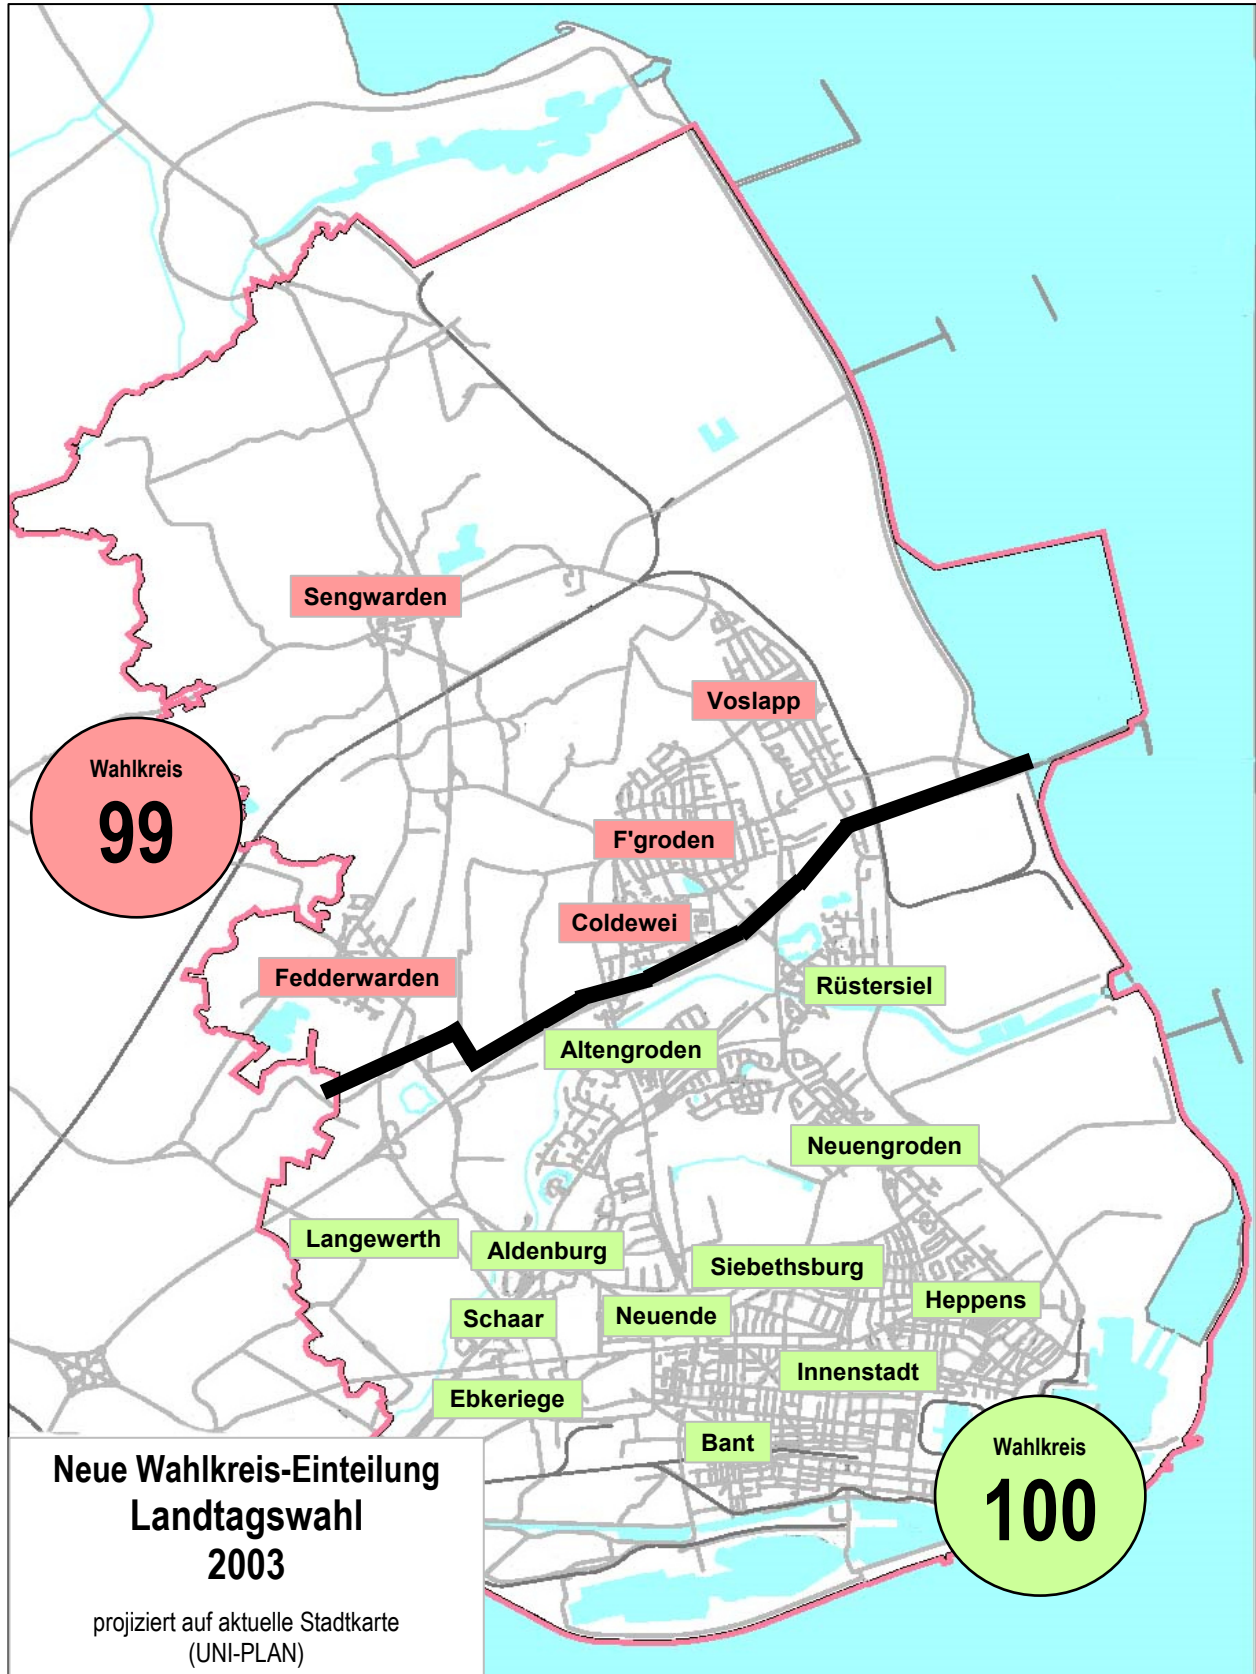 Sengwarden
Voslapp
Wahlkreis
99
F'groden
Coldewei
Fedderwarden
Rüstersiel
Altengroden
Neuengroden
Langewerth
Aldenburg
Siebethsburg
Heppens
Schaar
Neuende
Innenstadt
Ebkeriege
Bant
Wahlkreis
100
Neue Wahlkreis-Einteilung
Landtagswahl
2003
projiziert auf aktuelle Stadtkarte
(UNI-PLAN)